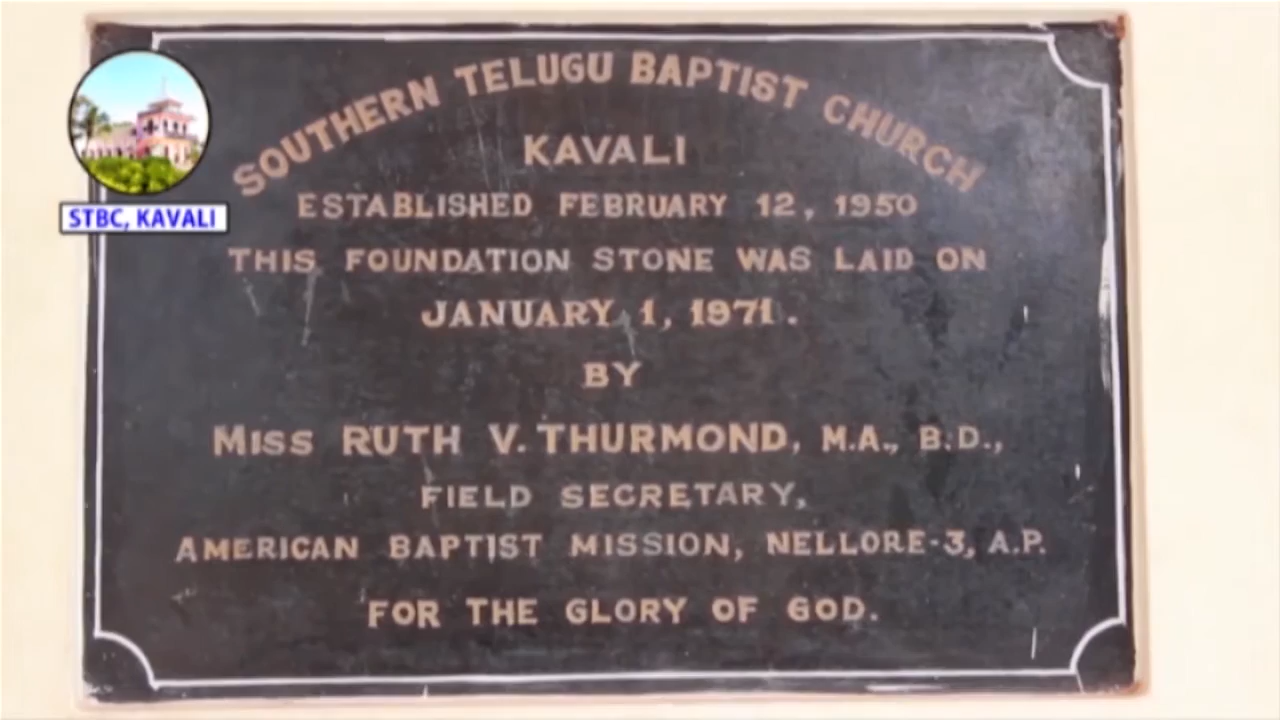 SOUTHERN TELUGU BAPTIST CHURCH
KAVALI
ESTABLISHED FEBRUARY 12, 1950
THIS FOUNDATION STONE WAS LAID ON
JANUARY 1, 1971.
BY
MISS RUTH V. THURMOND, M.A., B.D.,
FIELD SECRETARY,
AMERICAN BAPTIST MISSION, NELLORE-3, A.P.
FOR THE GLORY OF GOD.
STBC, KAVALI